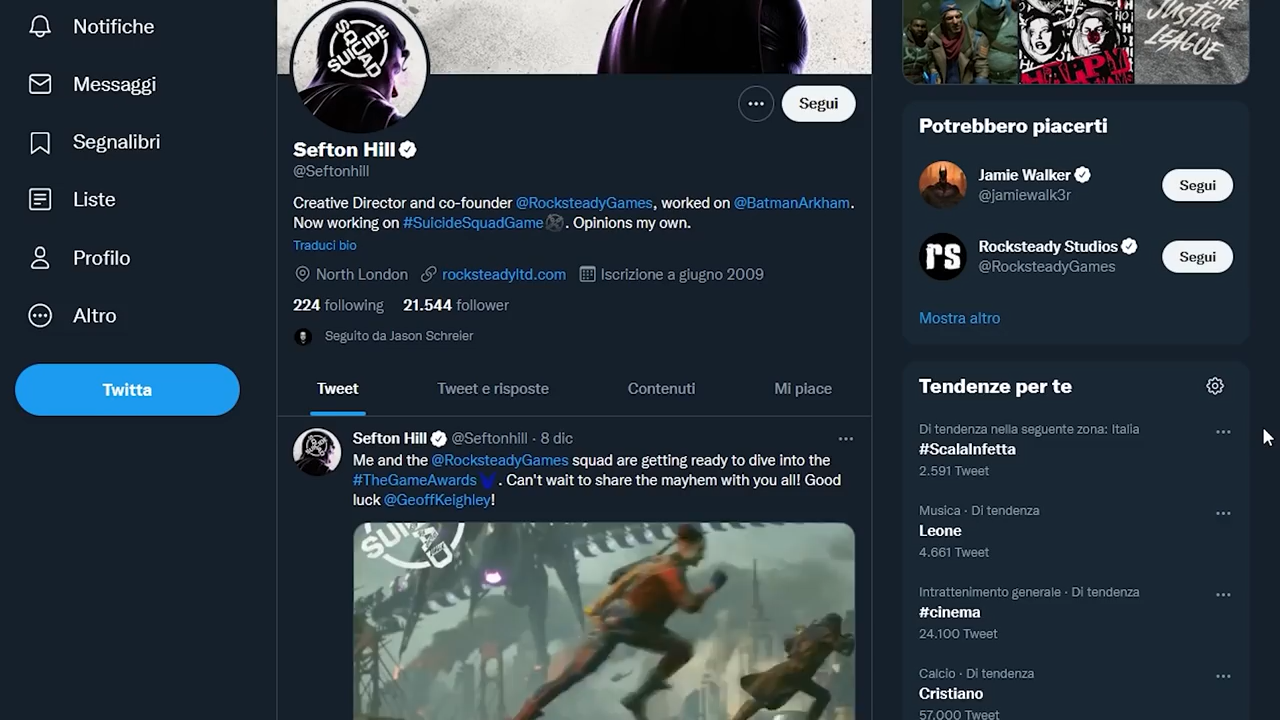 Notifiche
Messaggi
Segnalibri
Liste
Profilo
Altro
Twitta
SUICIDE
SQUAD
Segui
Sefton Hill
@Seftonhill
Creative Director and co-founder @RocksteadyGames, worked on @BatmanArkham.
Now working on #SuicideSquadGame. Opinions my own.
Traduci bio
North London rocksteadyltd.com Iscrizione a giugno 2009
224 following 21.544 follower
Seguito da Jason Schreier
Tweet Tweet e risposte Contenuti Mi piace
Sefton Hill @Seftonhill · 8 dic
Me and the @RocksteadyGames squad are getting ready to dive into the
#TheGameAwards. Can't wait to share the mayhem with you all! Good
luck @GeoffKeighley!
HAPPY
JUSTICE
LEAGUE
Potrebbero piacerti
Jamie Walker
@jamiewalk3r
Segui
rs
Rocksteady Studios
@RocksteadyGames
Segui
Mostra altro
Tendenze per te
Di tendenza nella seguente zona: Italia
#ScalaInfetta
2.591 Tweet
Musica · Di tendenza
Leone
4.661 Tweet
Intrattenimento generale · Di tendenza
#cinema
24.100 Tweet
Calcio · Di tendenza
Cristiano
57.000 Tweet